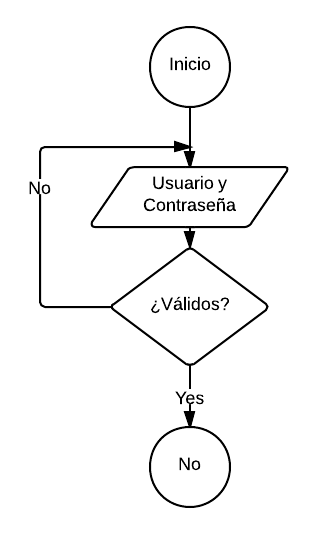 Inicio
No
Usuario y
Contraseña
¿Válidos?
Yes
No